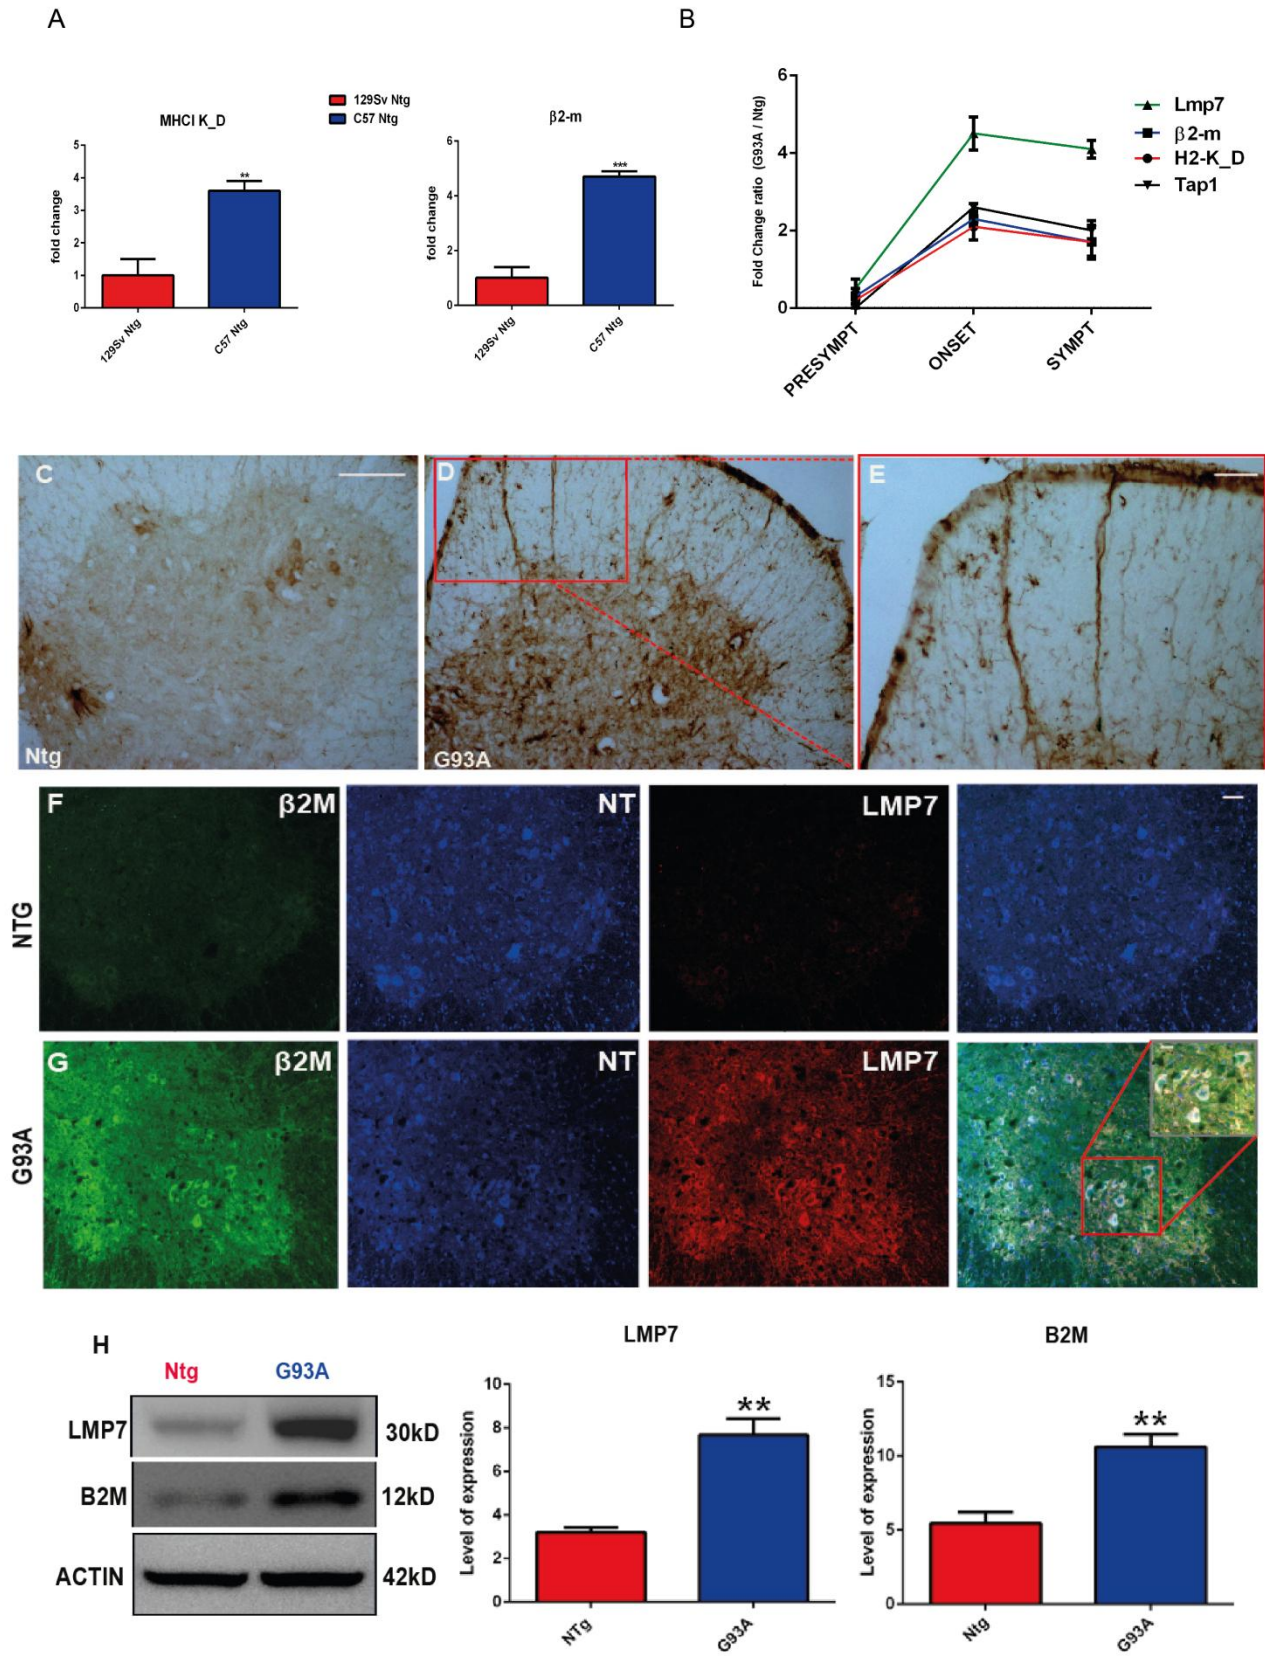 A
B
129Sv Ntg
C57 Ntg
MHCI K_D
fold change
5
4
3
2
1
0
**
129Sv Ntg
C57 Ntg
β2-m
fold change
6
4
2
0
***
129Sv Ntg
C57 Ntg
Fold Change ratio (G93A / Ntg)
6
4
2
0
PRESYMPT
ONSET
SYMPT
Lmp7
β2-m
H2-K_D
Tap1
C
Ntg
D
G93A
E
NTG
F
β2M
NT
LMP7
G93A
G
β2M
NT
LMP7
H
Ntg
G93A
LMP7
30kD
B2M
12kD
ACTIN
42kD
LMP7
Level of expression
10
8
6
4
2
0
**
NTg
G93A
B2M
Level of expression
15
10
5
0
**
Ntg
G93A